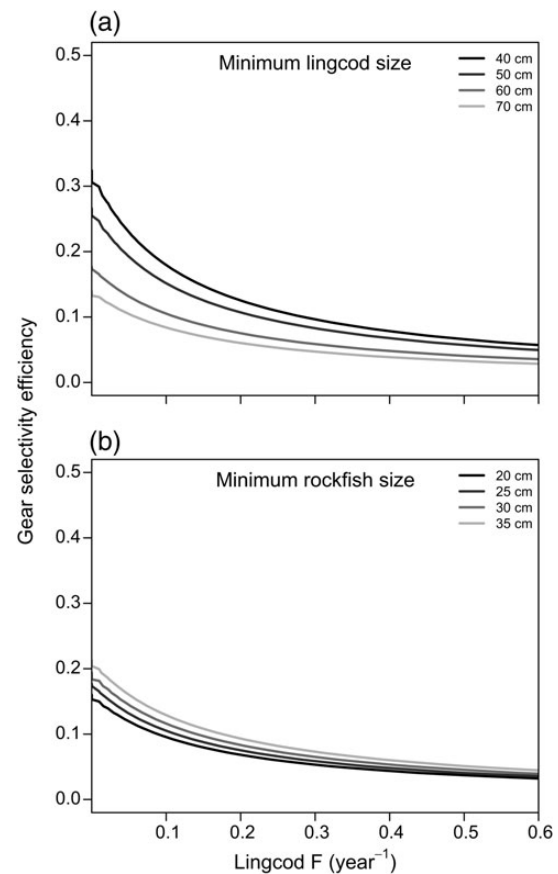 (a)
Minimum lingcod size
40 cm
50 cm
60 cm
70 cm
0.5
0.4
0.3
0.2
0.1
0.0
(b)
Minimum rockfish size
20 cm
25 cm
30 cm
35 cm
0.5
0.4
0.3
0.2
0.1
0.0
0.1 0.2 0.3 0.4 0.5 0.6
Lingcod F (year⁻¹)
Gear selectivity efficiency